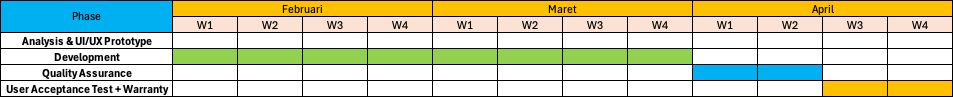 Phase
Februari Maret April
W1 W2 W3 W4 W1 W2 W3 W4 W1 W2 W3 W4
Analysis & UI/UX Prototype
Development
Quality Assurance
User Acceptance Test + Warranty